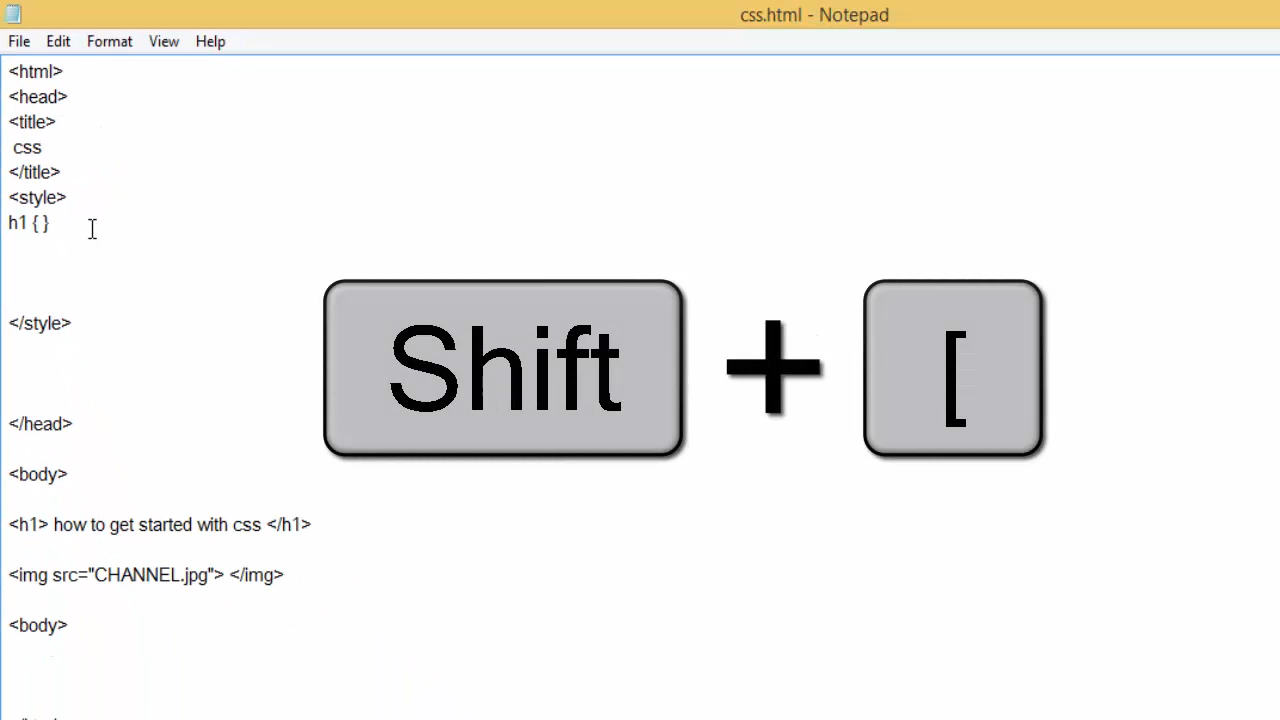 css.html - Notepad
File Edit Format View Help
<html>
<head>
<title>
css
</title>
<style>
h1 { }
Shift + [
</style>
</head>
<body>
<h1> how to get started with css </h1>
<img src="CHANNEL.jpg"> </img>
<body>